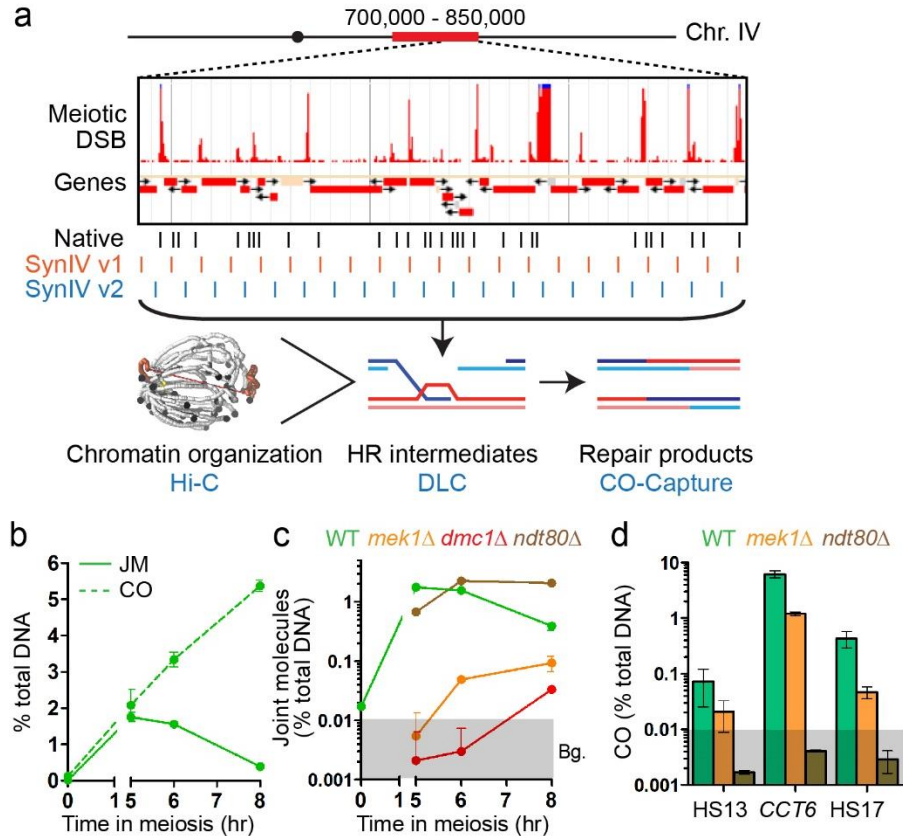 a
700,000 - 850,000
Chr. IV
Meiotic
DSB
Genes
Native
SynIV v1
SynIV v2
Chromatin organization
Hi-C
HR intermediates
DLC
Repair products
CO-Capture
b
JM
CO
% total DNA
6
5
4
3
2
1
0
0 1 5 6 7 8
Time in meiosis (hr)
c
WT mek1Δ dmc1Δ ndt80Δ
Joint molecules
(% total DNA)
1
0.1
0.01
0.001
Bg.
0 1 5 6 7 8
Time in meiosis (hr)
d
WT mek1Δ ndt80Δ
CO (% total DNA)
10
1
0.1
0.01
0.001
HS13 CC76 HS17